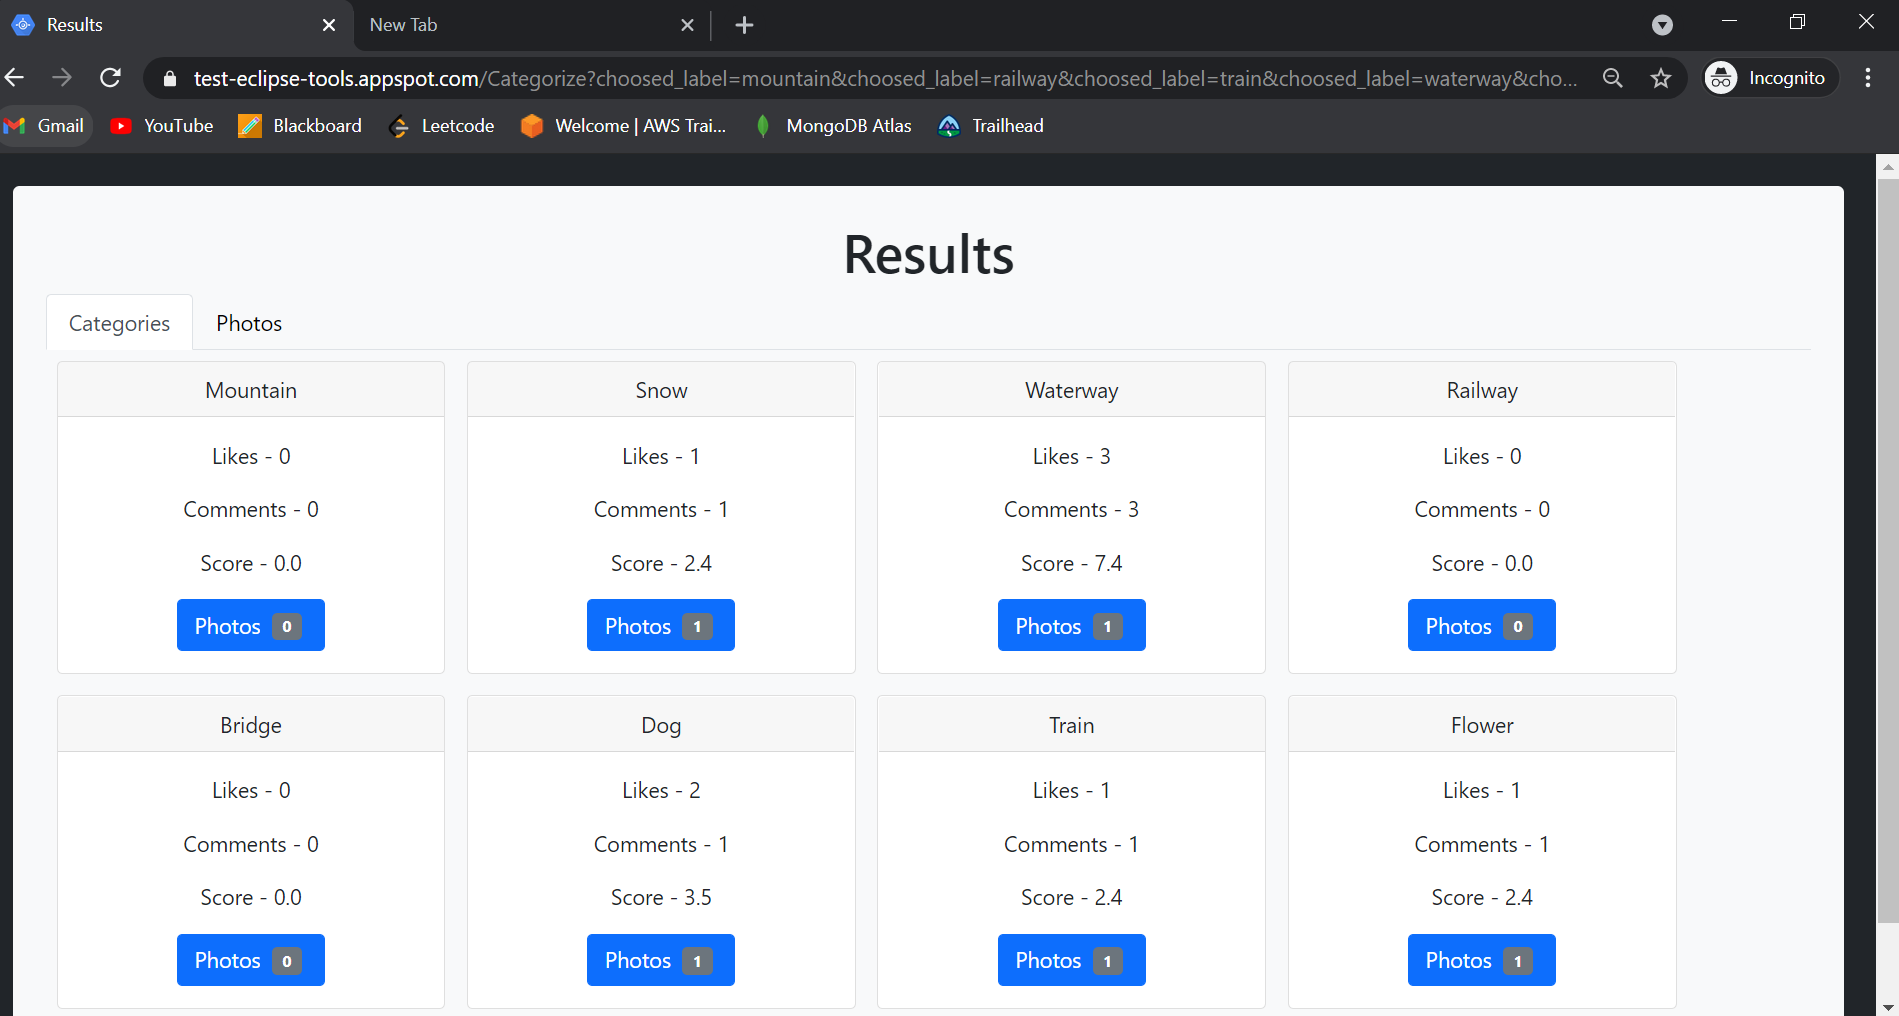 Results
New Tab
test-eclipse-tools.appspot.com/Categorize?choosed_label=mountain&choosed_label=railway&choosed_label=train&choosed_label=waterway&cho...
Incognito
Gmail
YouTube
Blackboard
Leetcode
Welcome | AWS Trai...
MongoDB Atlas
Trailhead
Results
Categories
Photos
Mountain
Likes - 0
Comments - 0
Score - 0.0
Photos 0
Snow
Likes - 1
Comments - 1
Score - 2.4
Photos 1
Waterway
Likes - 3
Comments - 3
Score - 7.4
Photos 1
Railway
Likes - 0
Comments - 0
Score - 0.0
Photos 0
Bridge
Likes - 0
Comments - 0
Score - 0.0
Photos 0
Dog
Likes - 2
Comments - 1
Score - 3.5
Photos 1
Train
Likes - 1
Comments - 1
Score - 2.4
Photos 1
Flower
Likes - 1
Comments - 1
Score - 2.4
Photos 1